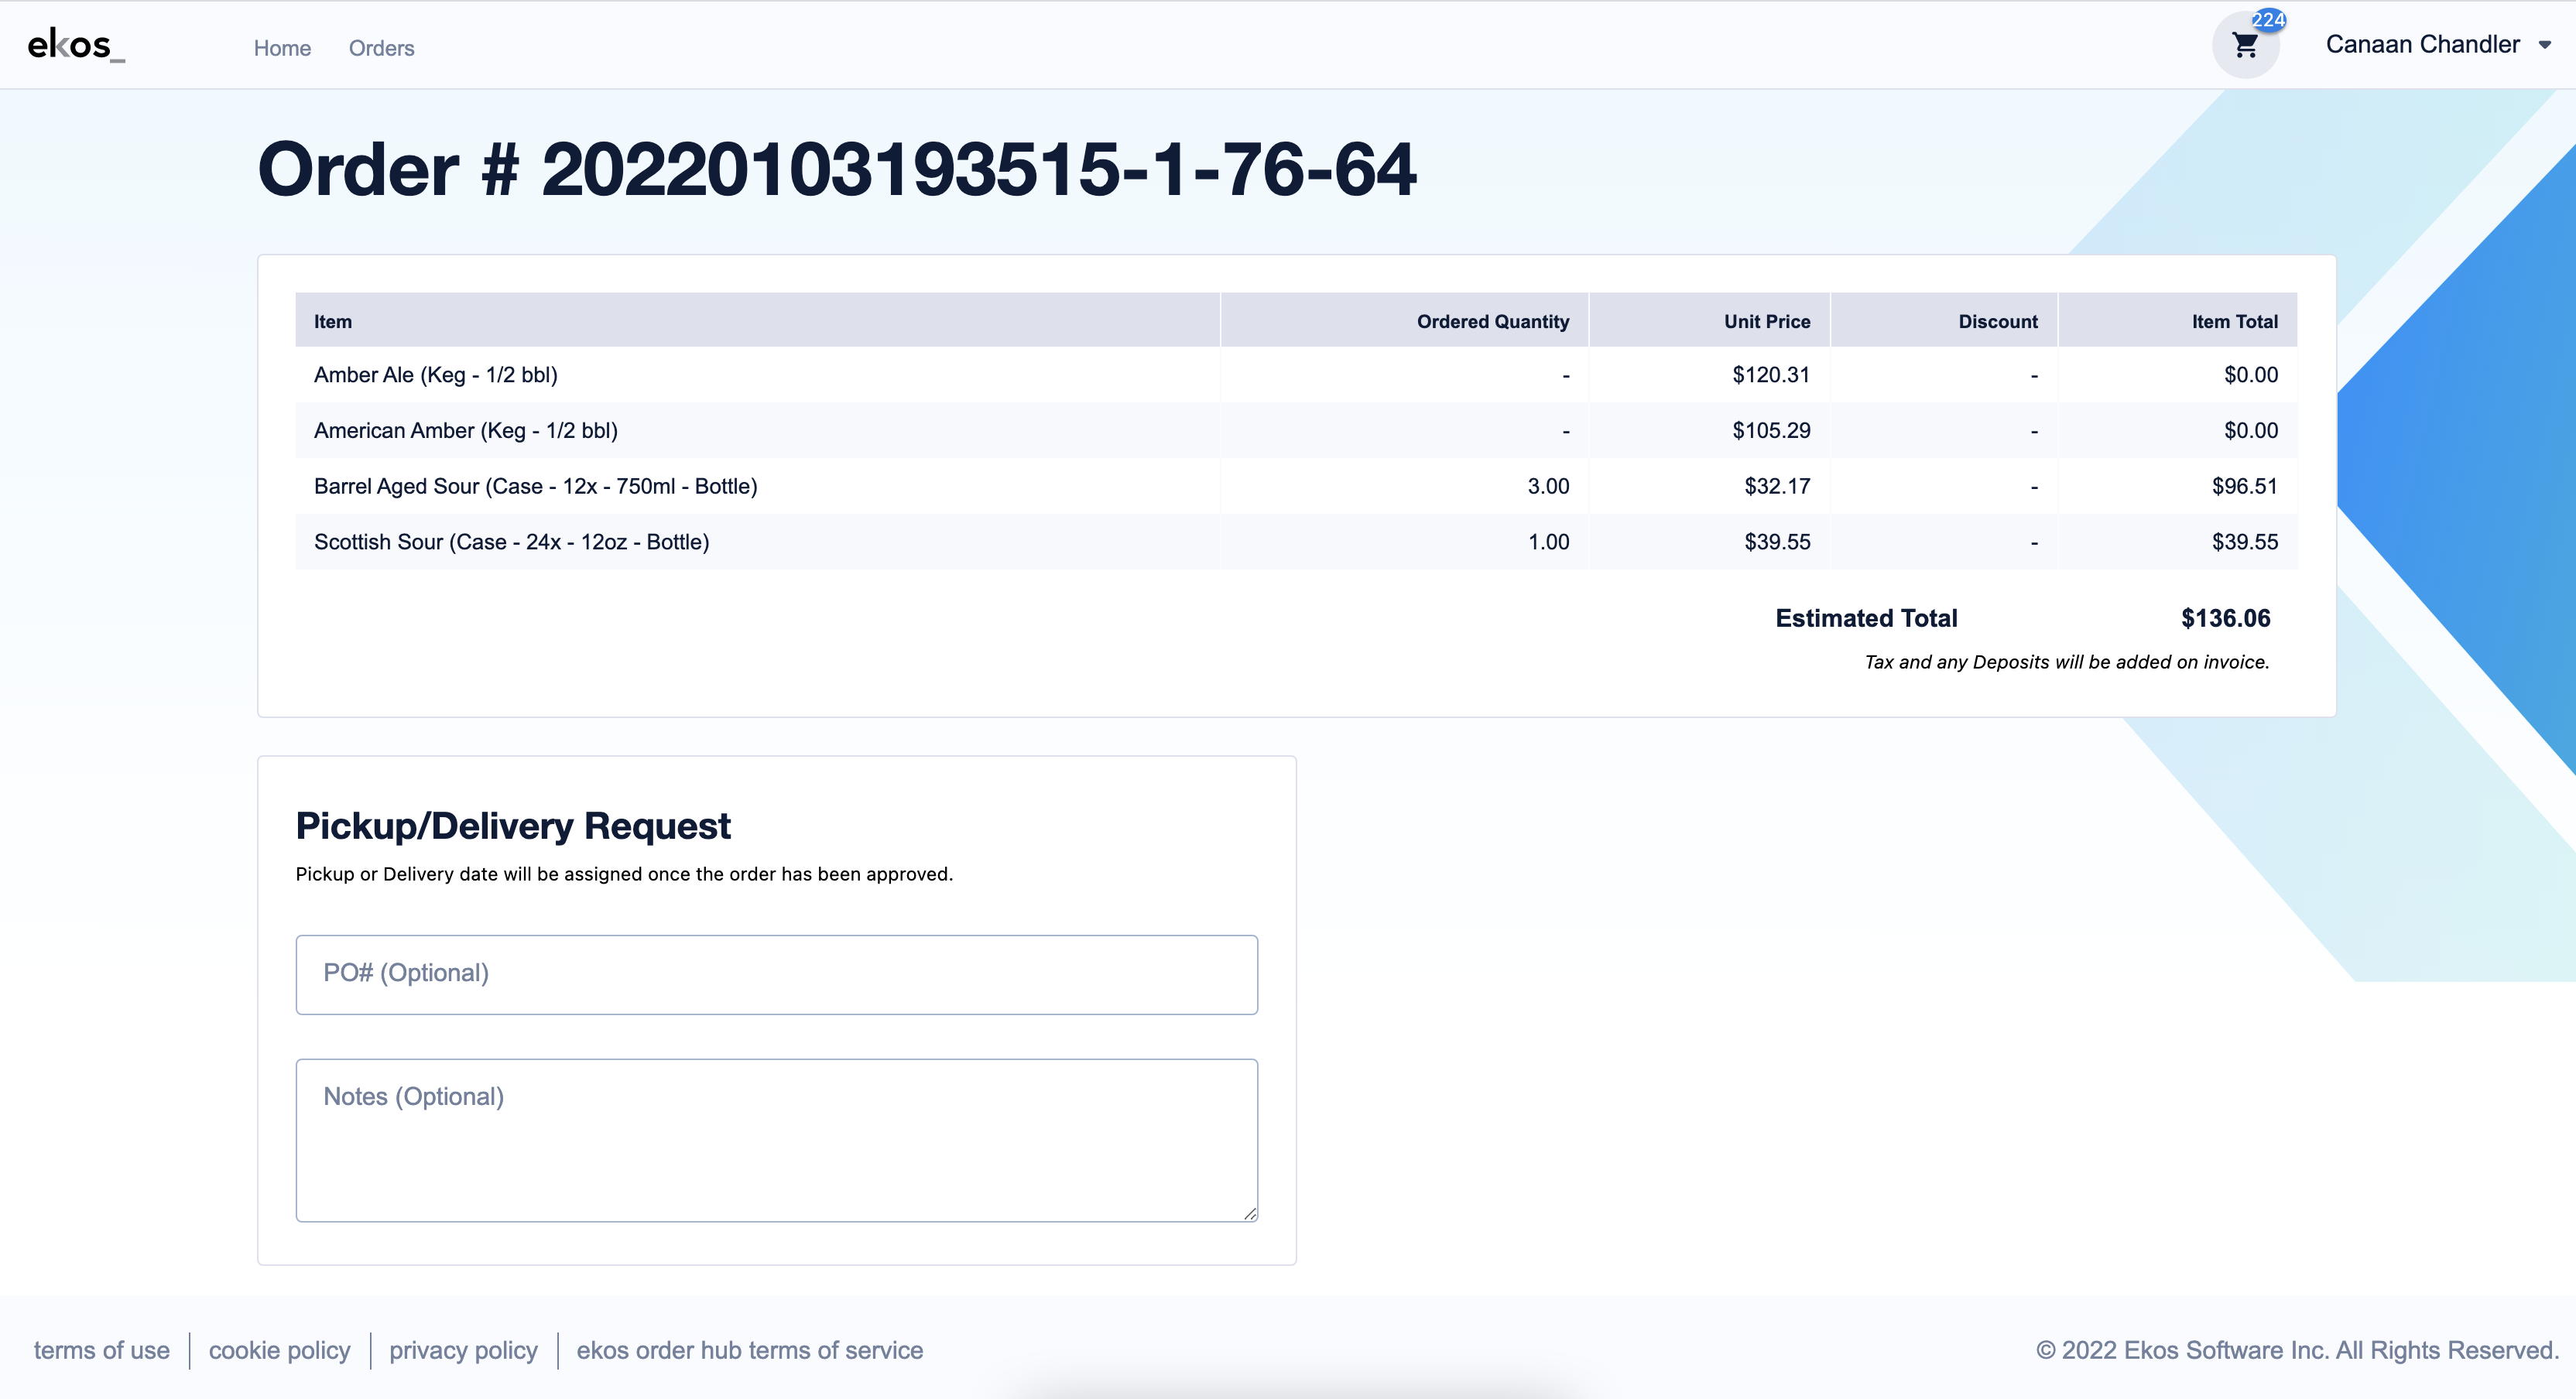 ekos_
Home Orders
224
Canaan Chandler
Order # 20220103193515-1-76-64
Item Ordered Quantity Unit Price Discount Item Total
Amber Ale (Keg - 1/2 bbl) - $120.31 - $0.00
American Amber (Keg - 1/2 bbl) - $105.29 - $0.00
Barrel Aged Sour (Case - 12x - 750ml - Bottle) 3.00 $32.17 - $96.51
Scottish Sour (Case - 24x - 12oz - Bottle) 1.00 $39.55 - $39.55
Estimated Total $136.06
Tax and any Deposits will be added on invoice.
Pickup/Delivery Request
Pickup or Delivery date will be assigned once the order has been approved.
PO# (Optional)
Notes (Optional)
terms of use cookie policy privacy policy ekos order hub terms of service © 2022 Ekos Software Inc. All Rights Reserved.